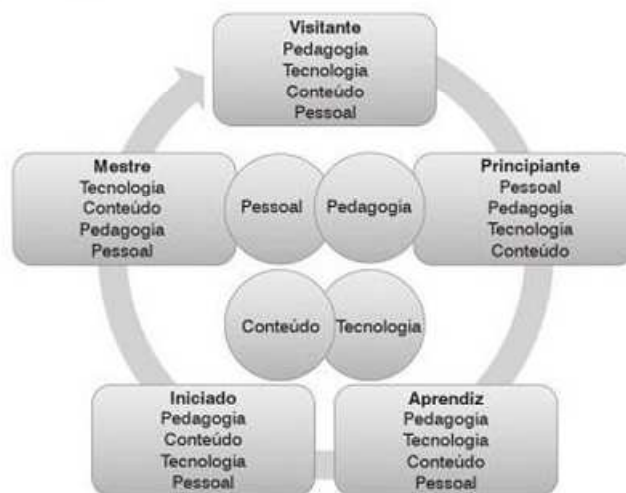 Visitante
Pedagogia
Tecnologia
Conteúdo
Pessoal
Mestre
Tecnologia
Conteúdo
Pedagogia
Pessoal
Pessoal
Pedagogia
Principiante
Pessoal
Pedagogia
Tecnologia
Conteúdo
Conteúdo
Tecnologia
Iniciado
Pedagogia
Conteúdo
Tecnologia
Pessoal
Aprendiz
Pedagogia
Tecnologia
Conteúdo
Pessoal